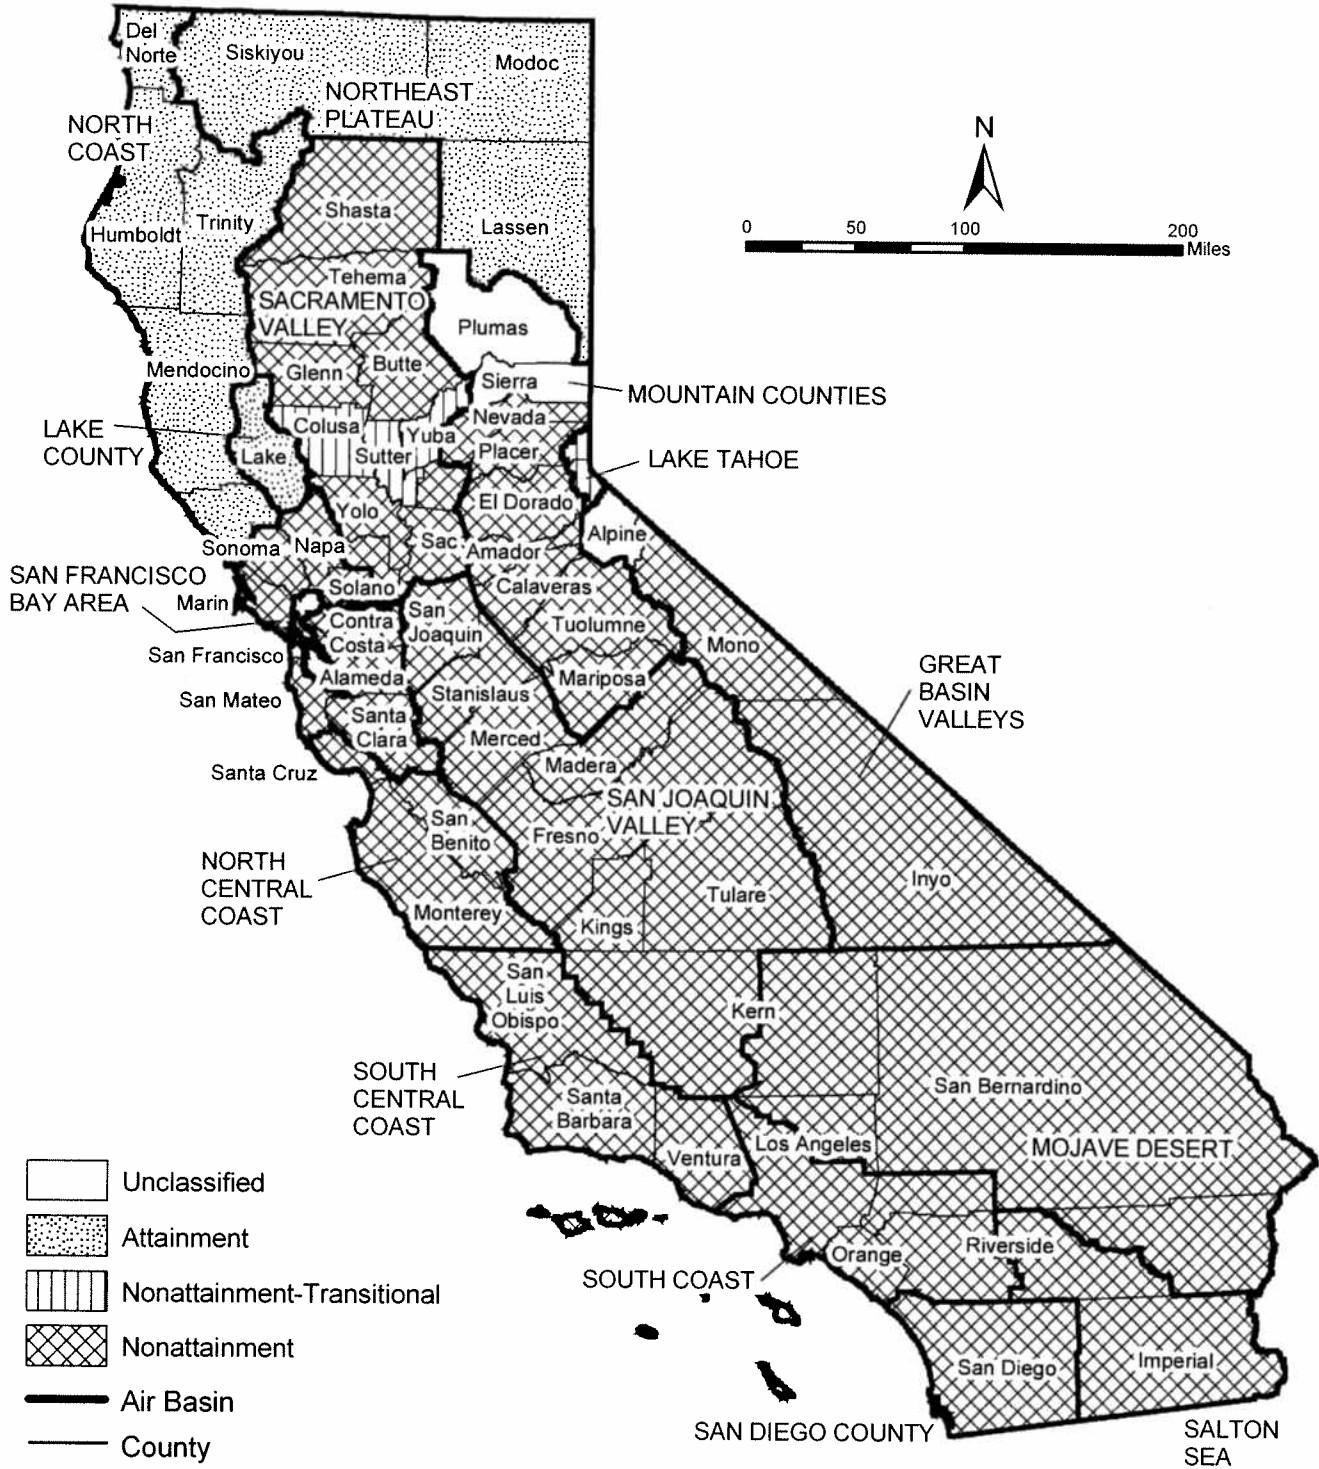 Del
Norte
Siskiyou
Modoc
NORTHEAST
PLATEAU
NORTH
COAST
N
0 50 100 200
Miles
Shasta
Trinity
Humboldt
Lassen
Tehema
SACRAMENTO
VALLEY
Plumas
Mendocino
Glenn
Butte
Sierra
MOUNTAIN COUNTIES
Nevada
Colusa
Yuba
LAKE
COUNTY
Lake
Sutter
Placer
LAKE TAHOE
Yolo
El Dorado
Alpine
Sonoma
Napa
Sac
Amador
SAN FRANCISCO
BAY AREA
Marin
Solano
Calaveras
Contra
Costa
San
Joaquin
Tuolumne
Mono
San Francisco
Alameda
Stanislaus
Mariposa
GREAT
BASIN
VALLEYS
San Mateo
Santa
Clara
Merced
Santa Cruz
Madera
SAN JOAQUIN
VALLEY
San
Benito
Fresno
NORTH
CENTRAL
COAST
Monterey
Kings
Tulare
Inyo
San
Luis
Obispo
Kern
SOUTH
CENTRAL
COAST
Santa
Barbara
San Bernardino
Ventura
Los Angeles
MOJAVE DESERT
Unclassified
Attainment
Nonattainment-Transitional
Nonattainment
Air Basin
County
Orange
Riverside
SOUTH COAST
San Diego
Imperial
SAN DIEGO COUNTY
SALTON
SEA